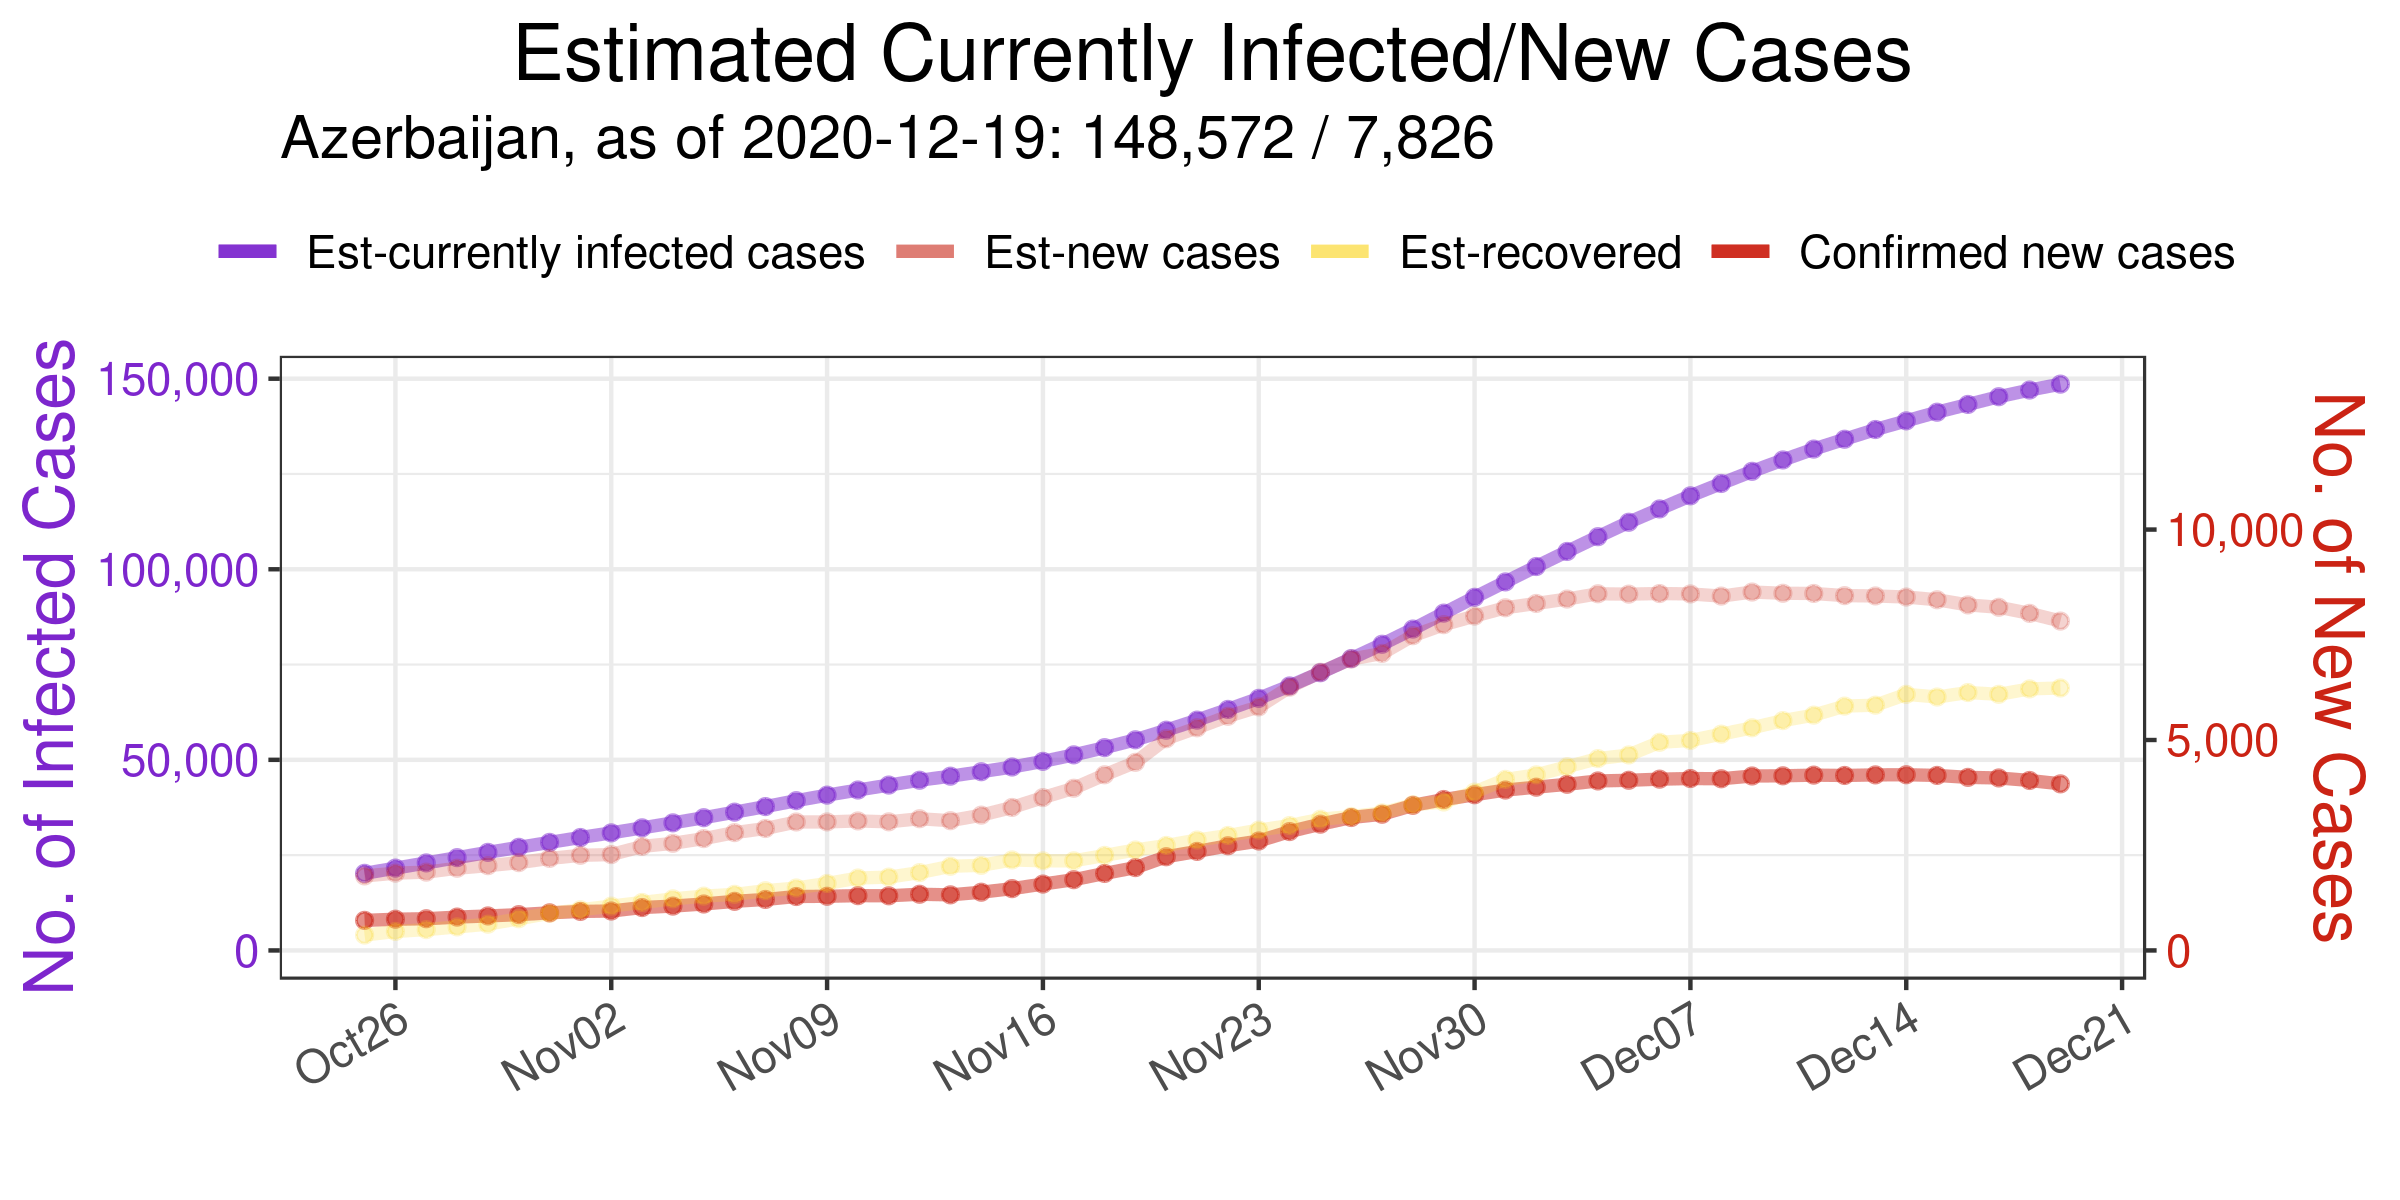 Estimated Currently Infected/New Cases
Azerbaijan, as of 2020-12-19: 148,572 / 7,826
Est-currently infected cases Est-new cases Est-recovered Confirmed new cases
No. of Infected Cases
150,000
100,000
50,000
0
10,000
5,000
0
No. of New Cases
Oct26 Nov02 Nov09 Nov16 Nov23 Nov30 Dec07 Dec14 Dec21